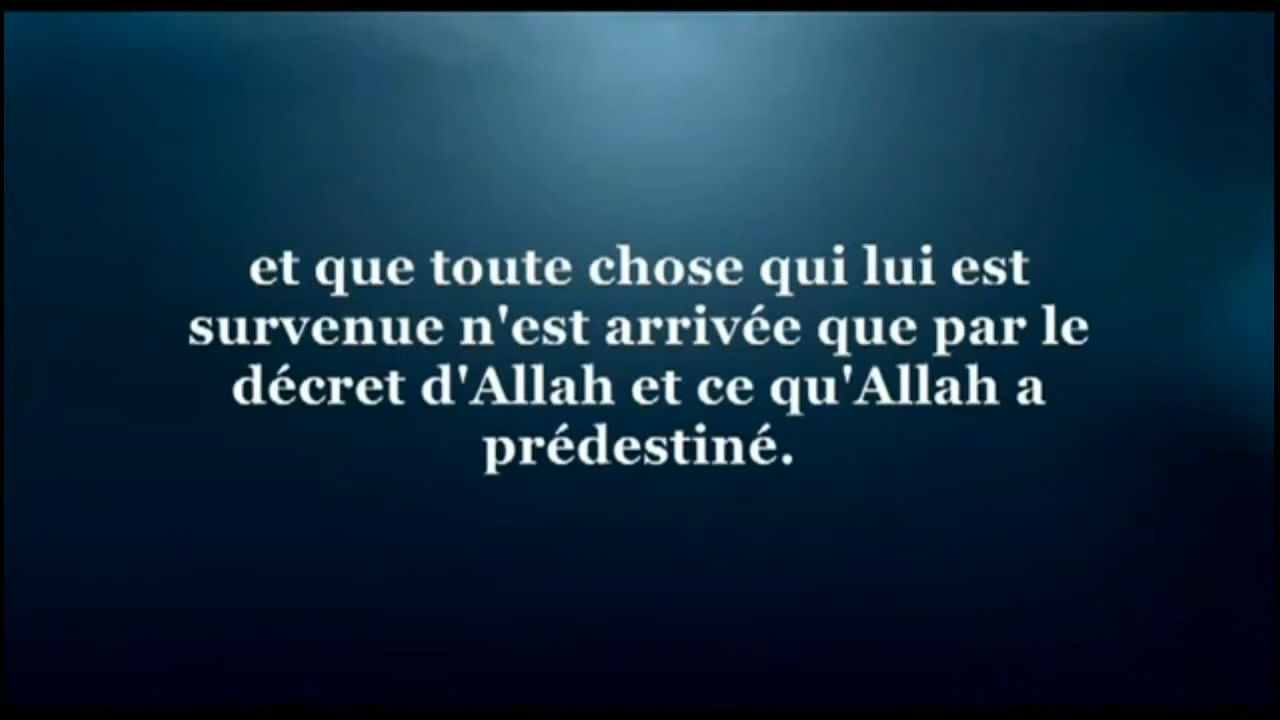 et que toute chose qui lui est
survenue n'est arrivée que par le
décret d'Allah et ce qu'Allah a
prédestiné.